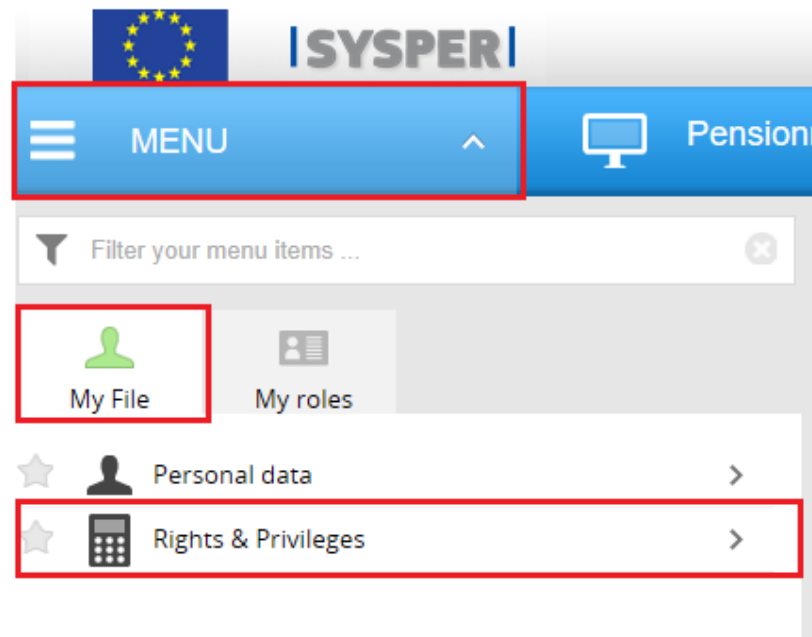 SYSPER
MENU
Pension
Filter your menu items ...
My File
My roles
Personal data
Rights & Privileges